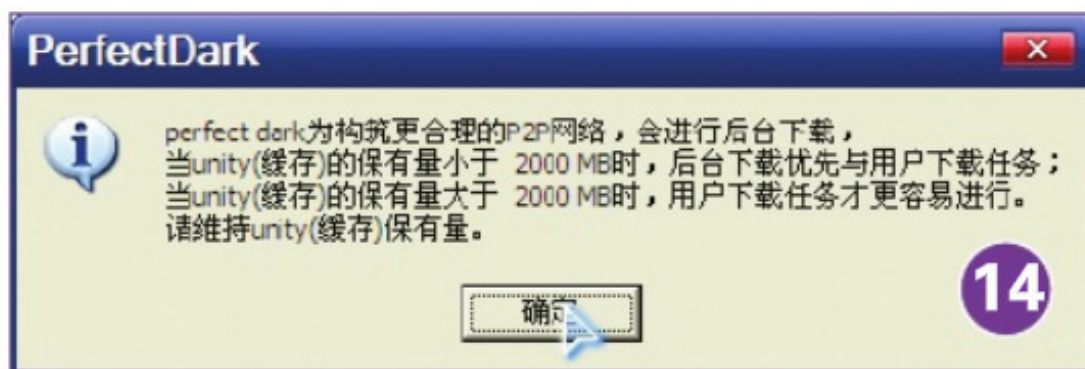 PerfectDark
perfect dark为构筑更合理的P2P网络，会进行后台下载，
当unity(缓存)的保有量小于 2000 MB时，后台下载优先与用户下载任务；
当unity(缓存)的保有量大于 2000 MB时，用户下载任务才更容易进行。
请维持unity(缓存)保有量。
确定
14